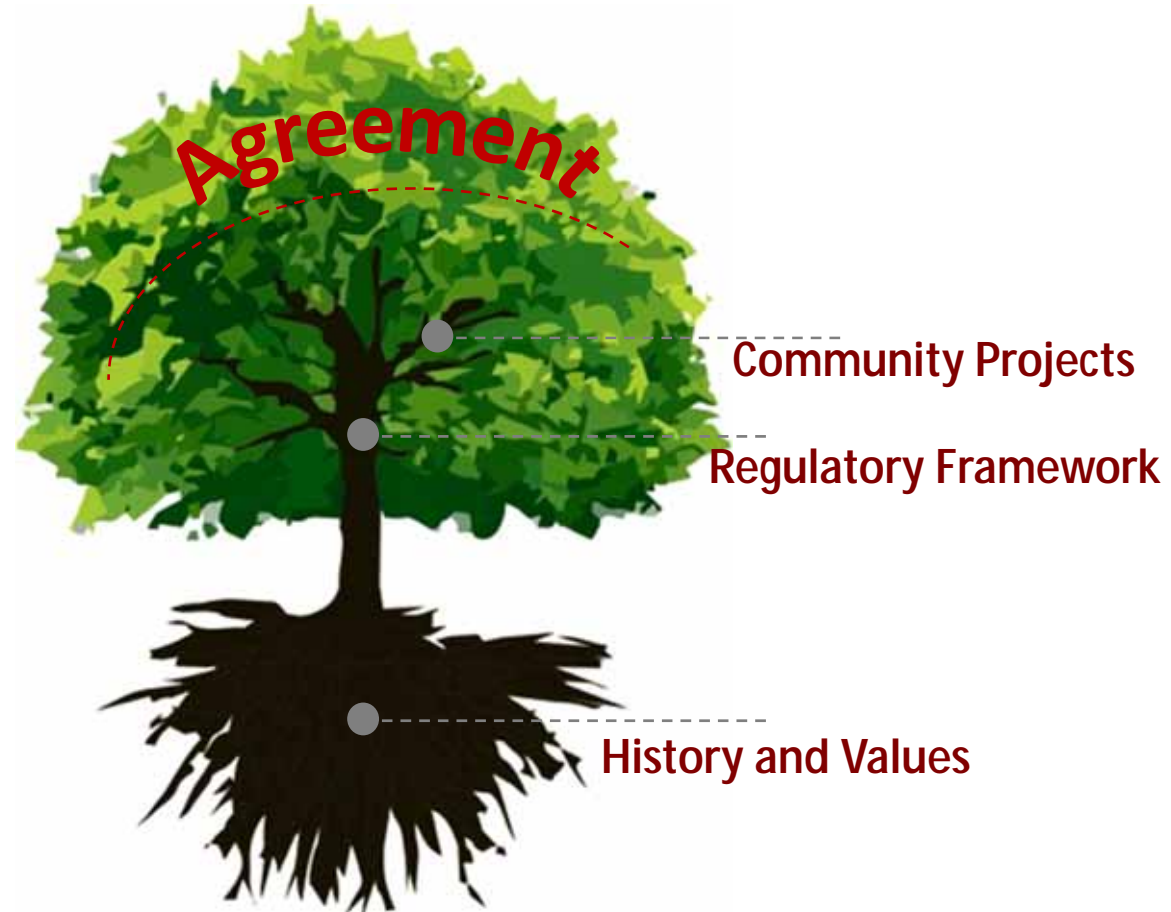 Agreement
Community Projects
Regulatory Framework
History and Values